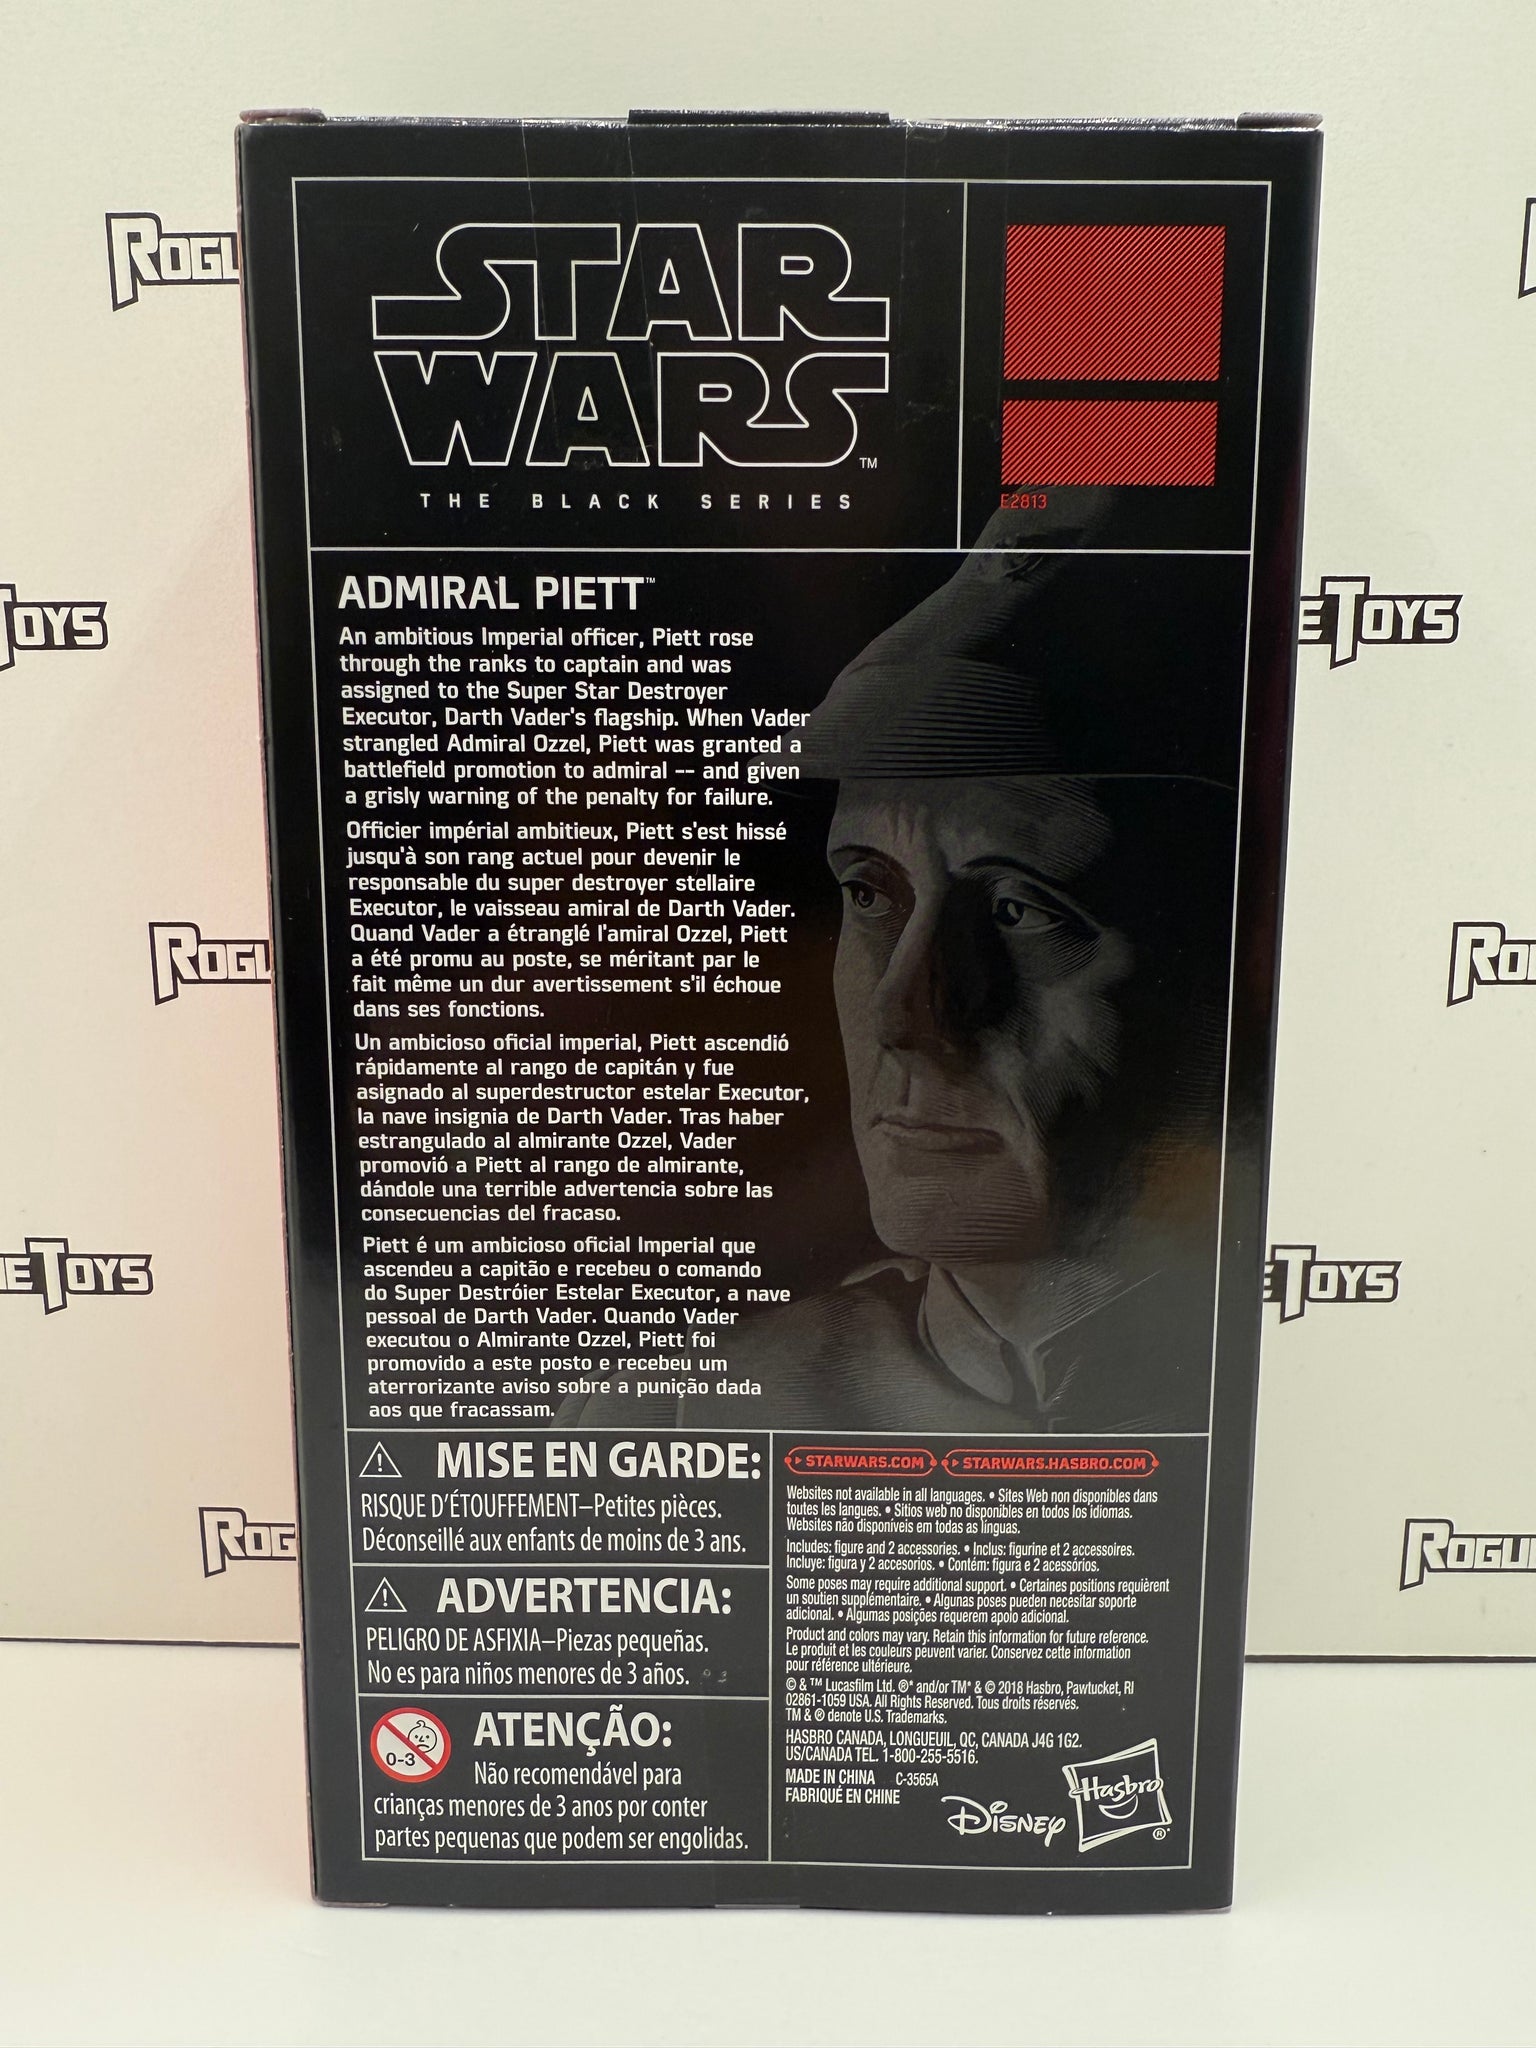 STAR
WARS™
THE BLACK SERIES
E2813
ADMIRAL PIETT™
An ambitious Imperial officer, Piett rose
through the ranks to captain and was
assigned to the Super Star Destroyer
Executor, Darth Vader's flagship. When Vader
strangled Admiral Ozzel, Piett was granted a
battlefield promotion to admiral -- and given
a grisly warning of the penalty for failure.
Officier impérial ambitieux, Piett s'est hissé
jusqu'à son rang actuel pour devenir le
responsable du super destroyer stellaire
Executor, le vaisseau amiral de Darth Vader.
Quand Vader a étranglé l'amiral Ozzel, Piett
a été promu au poste, se méritant par le
fait même un dur avertissement s'il échoue
dans ses fonctions.
Un ambicioso oficial imperial, Piett ascendió
rápidamente al rango de capitán y fue
asignado al superdestructor estelar Executor,
la nave insignia de Darth Vader. Tras haber
estrangulado al almirante Ozzel, Vader
promovió a Piett al rango de almirante,
dándole una terrible advertencia sobre las
consecuencias del fracaso.
Piett é um ambicioso oficial Imperial que
ascendeu a capitão e recebeu o comando
do Super Destróier Estelar Executor, a nave
pessoal de Darth Vader. Quando Vader
executou o Almirante Ozzel, Piett foi
promovido a este posto e recebeu um
aterrorizante aviso sobre a punição dada
aos que fracassam.
MISE EN GARDE:
RISQUE D'ÉTOUFFEMENT–Petites pièces.
Déconseillé aux enfants de moins de 3 ans.
ADVERTENCIA:
PELIGRO DE ASFIXIA–Piezas pequeñas.
No es para niños menores de 3 años.
0-3
ATENÇÃO:
Não recomendável para
crianças menores de 3 anos por conter
partes pequenas que podem ser engolidas.
STARWARS.COM STARWARS.HASBRO.COM
Websites not available in all languages. • Sites Web non disponibles dans
toutes les langues. • Sitios web no disponibles en todos los idiomas.
Websites não disponíveis em todas as línguas.
Includes: figure and 2 accessories. • Inclus: figurine et 2 accessoires.
Incluye: figura y 2 accesorios. • Contém: figura e 2 acessórios.
Some poses may require additional support. • Certaines positions requièrent
un soutien supplémentaire. • Algunas poses pueden necesitar soporte
adicional. • Algumas posições requerem apoio adicional.
Product and colors may vary. Retain this information for future reference.
Le produit et les couleurs peuvent varier. Conservez cette information
pour référence ultérieure.
© & ™ Lucasfilm Ltd. ®* and/or TM* & © 2018 Hasbro, Pawtucket, RI
02861-1059 USA. All Rights Reserved. Tous droits réservés.
TM & ® denote U.S. Trademarks.
HASBRO CANADA, LONGUEUIL, QC, CANADA J4G 1G2.
US/CANADA TEL. 1-800-255-5516.
MADE IN CHINA C-3565A
FABRIQUÉ EN CHINE
Disney
Hasbro®*
ROGU
TOYS
ETOYS
ROGU
RO
ETOYS
ETOYS
ROG
ROGU